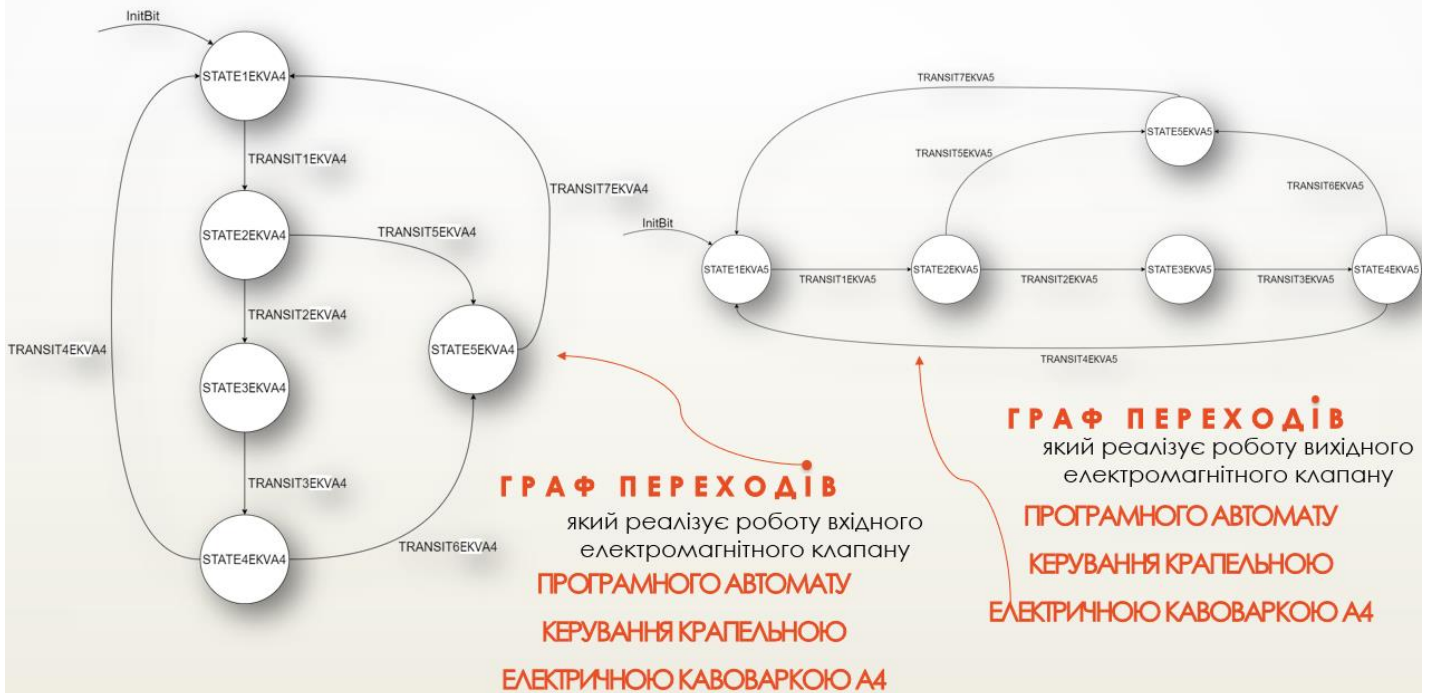 InitBit
STATE1EKVA4
TRANSIT1EKVA4
STATE2EKVA4
TRANSIT5EKVA4
TRANSIT7EKVA4
TRANSIT2EKVA4
TRANSIT4EKVA4
STATE5EKVA4
STATE3EKVA4
TRANSIT3EKVA4
STATE4EKVA4
TRANSIT6EKVA4
ГРАФ ПЕРЕХОДІВ
який реалізує роботу вхідного
електромагнітного клапану
ПРОГРАМНОГО АВТОМАТУ
КЕРУВАННЯ КРАПЕЛЬНОЮ
ЕЛЕКТРИЧНОЮ КАВОВАРКОЮ А4
TRANSIT7EKVA5
STATE5EKVA5
TRANSIT5EKVA5
TRANSIT6EKVA5
InitBit
STATE1EKVA5
TRANSIT1EKVA5
STATE2EKVA5
TRANSIT2EKVA5
STATE3EKVA5
TRANSIT3EKVA5
STATE4EKVA5
TRANSIT4EKVA5
ГРАФ ПЕРЕХОДІВ
який реалізує роботу вихідного
електромагнітного клапану
ПРОГРАМНОГО АВТОМАТУ
КЕРУВАННЯ КРАПЕЛЬНОЮ
ЕЛЕКТРИЧНОЮ КАВОВАРКОЮ А4